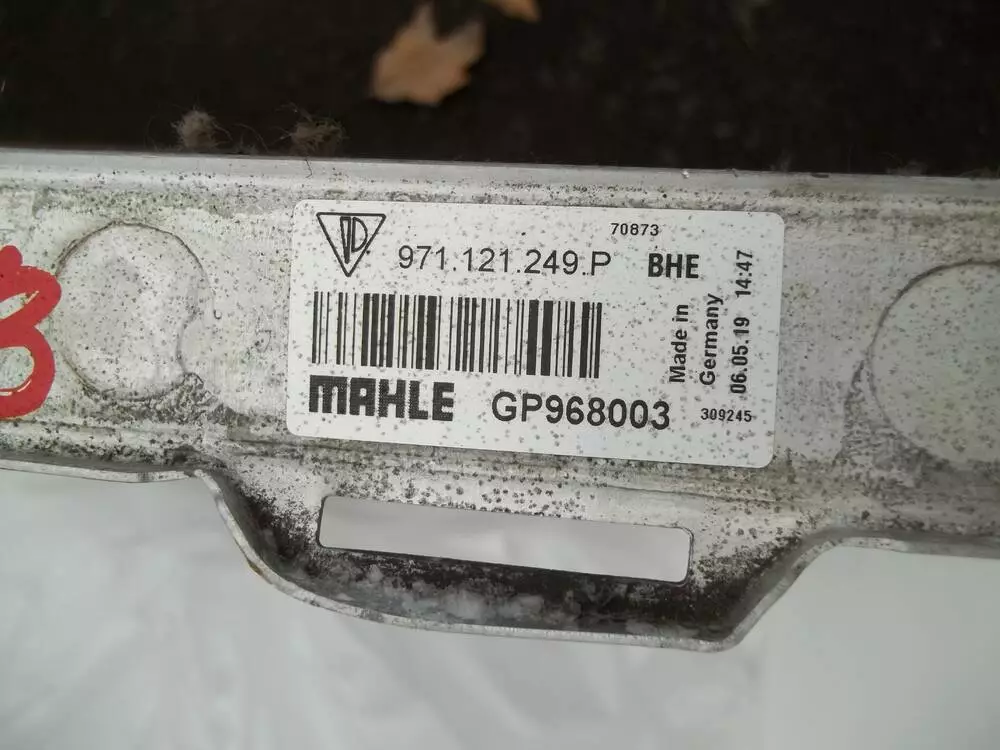 70873
971.121.249.P BHE
Made in
Germany
06.05.19 14:47
MAHLE GP968003 309245